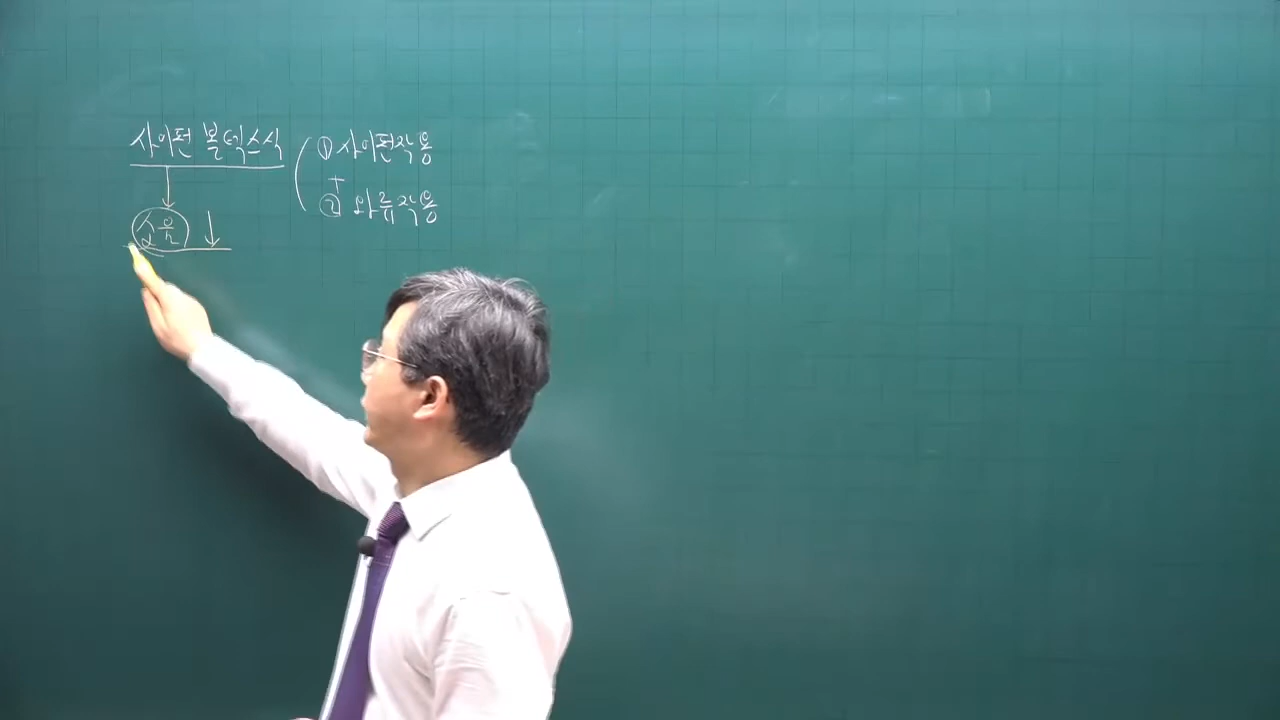 사이펀 볼텍스식
① 사이펀작용
+
② 와류작용
소음 ↓